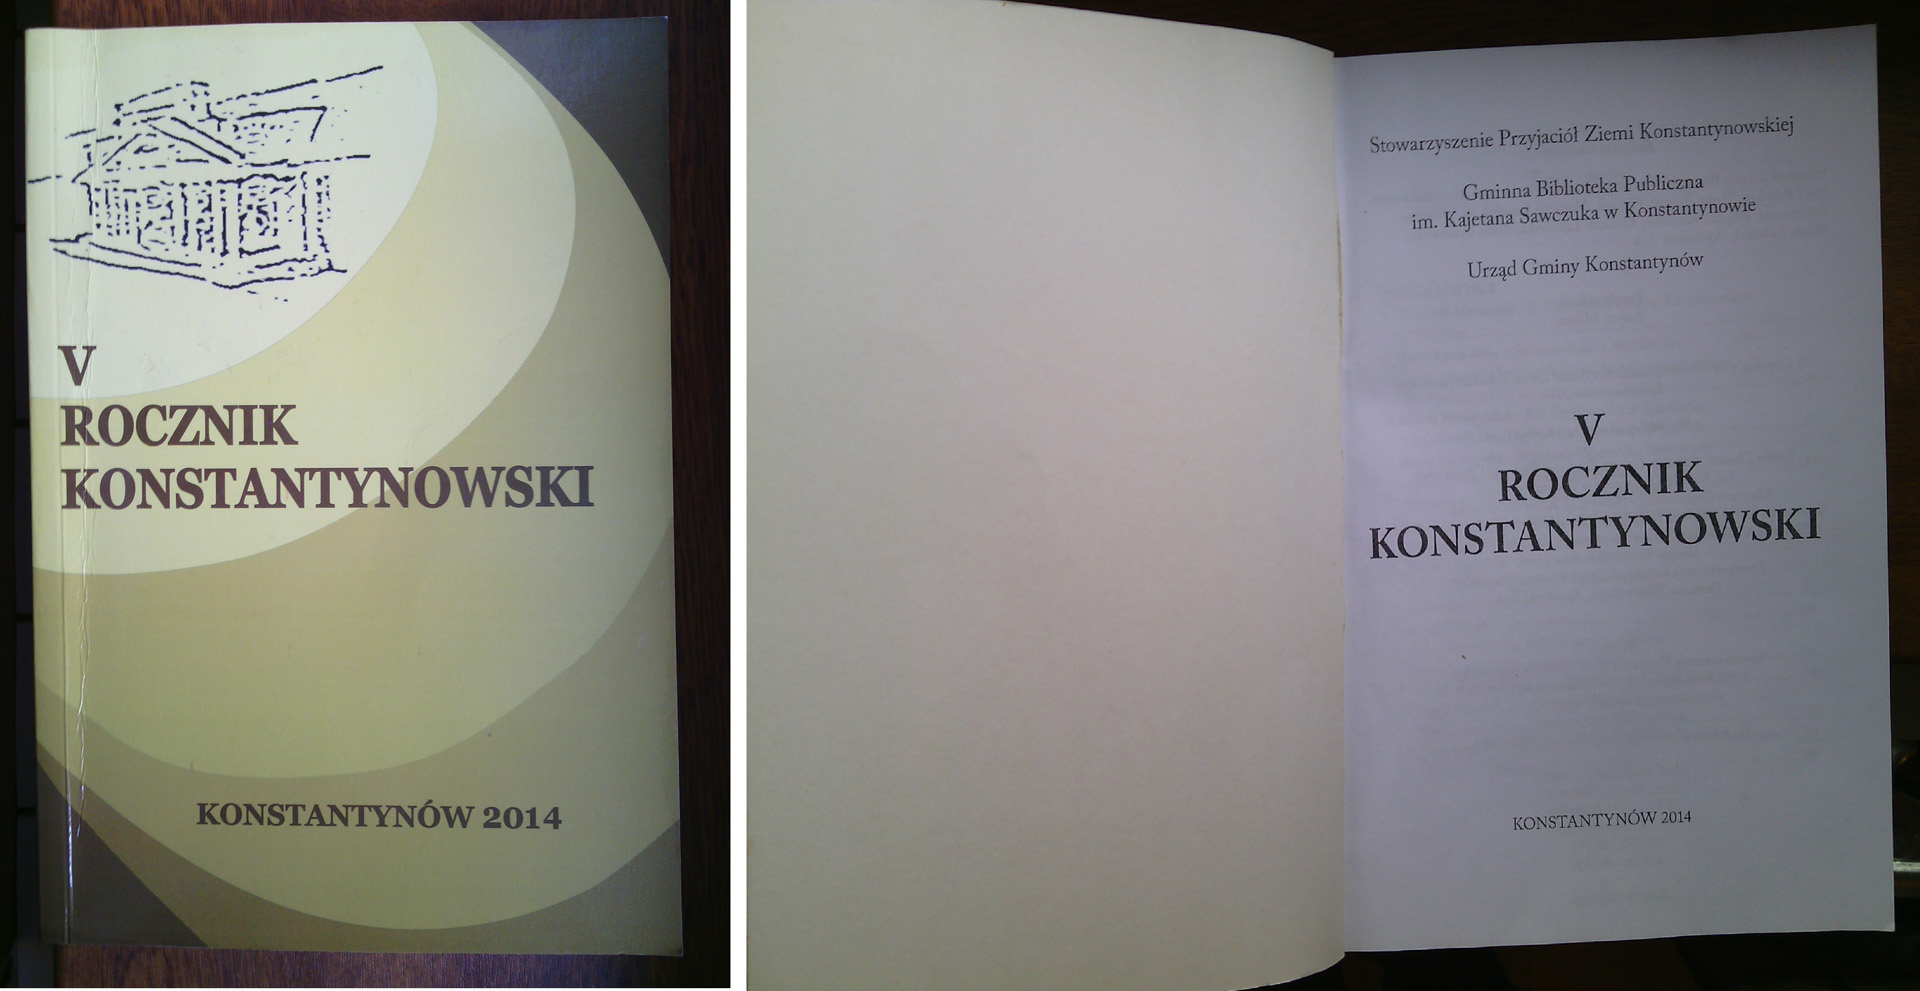 V
ROCZNIK
KONSTANTYNOWSKI
KONSTANTYNÓW 2014
Stowarzyszenie Przyjaciół Ziemi Konstantynowskiej
Gminna Biblioteka Publiczna
im. Kajetana Sawczuka w Konstantynowie
Urząd Gminy Konstantynów
V
ROCZNIK
KONSTANTYNOWSKI
KONSTANTYNÓW 2014